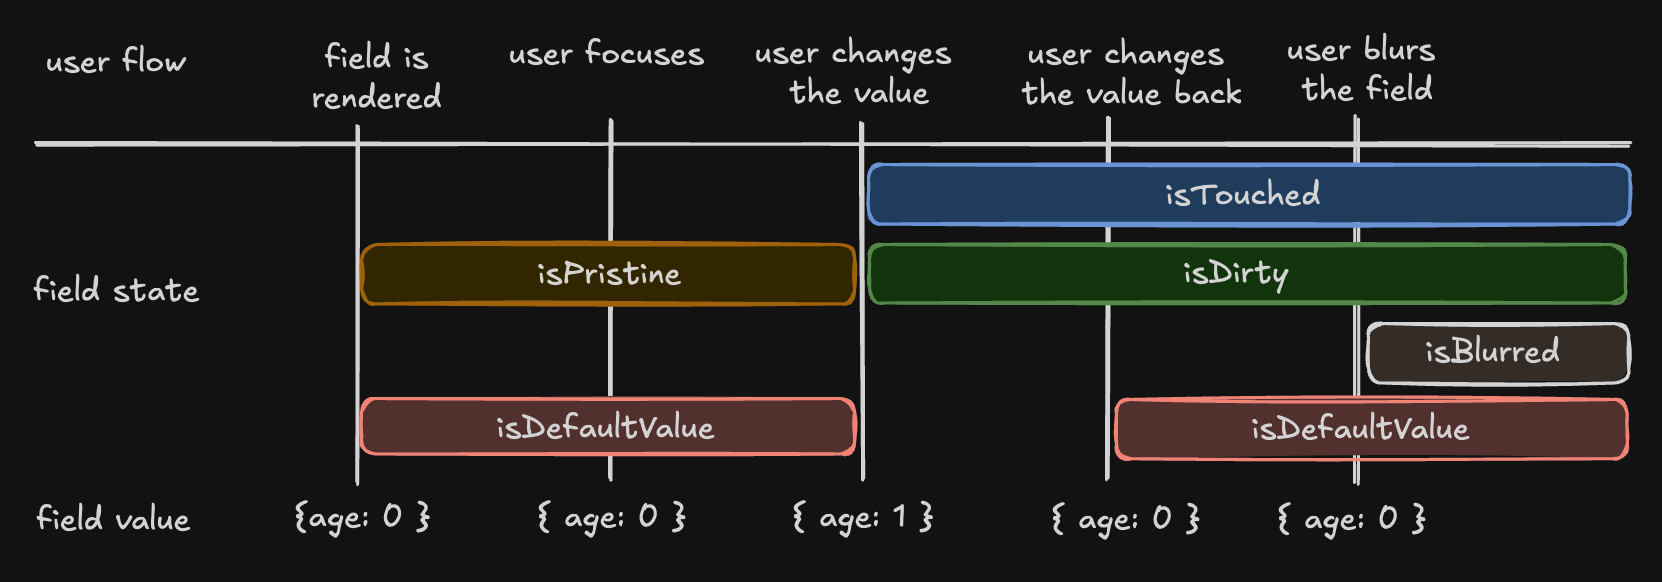 user flow
field is
rendered
user focuses
user changes
the value
user changes
the value back
user blurs
the field
isTouched
field state
isPristine
isDirty
isBlurred
isDefaultValue
isDefaultValue
field value
{age: 0 }
{ age: 0 }
{ age: 1 }
{ age: 0 }
{ age: 0 }